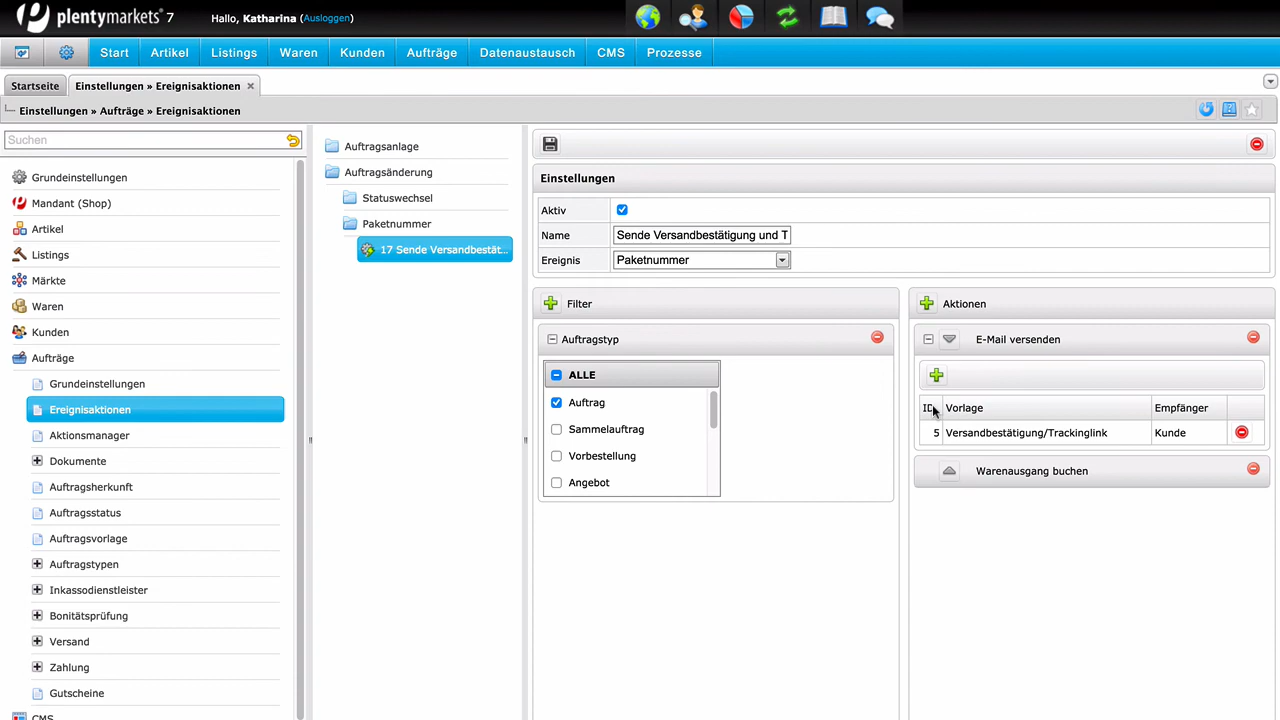 plentymarkets 7
Hallo, Katharina (Ausloggen)
Start Artikel Listings Waren Kunden Aufträge Datenaustausch CMS Prozesse
Startseite Einstellungen » Ereignisaktionen
Einstellungen » Aufträge » Ereignisaktionen
Suchen
Grundeinstellungen
Mandant (Shop)
Artikel
Listings
Märkte
Waren
Kunden
Aufträge
Grundeinstellungen
Ereignisaktionen
Aktionsmanager
Dokumente
Auftragsherkunft
Auftragsstatus
Auftragsvorlage
Auftragstypen
Inkassodienstleister
Bonitätsprüfung
Versand
Zahlung
Gutscheine
CMS
Auftragsanlage
Auftragsänderung
Statuswechsel
Paketnummer
17 Sende Versandbestät...
Einstellungen
Aktiv
Name Sende Versandbestätigung und T
Ereignis Paketnummer
Filter
Auftragstyp
ALLE
Auftrag
Sammelauftrag
Vorbestellung
Angebot
Aktionen
E-Mail versenden
ID Vorlage Empfänger
5 Versandbestätigung/Trackinglink Kunde
Warenausgang buchen